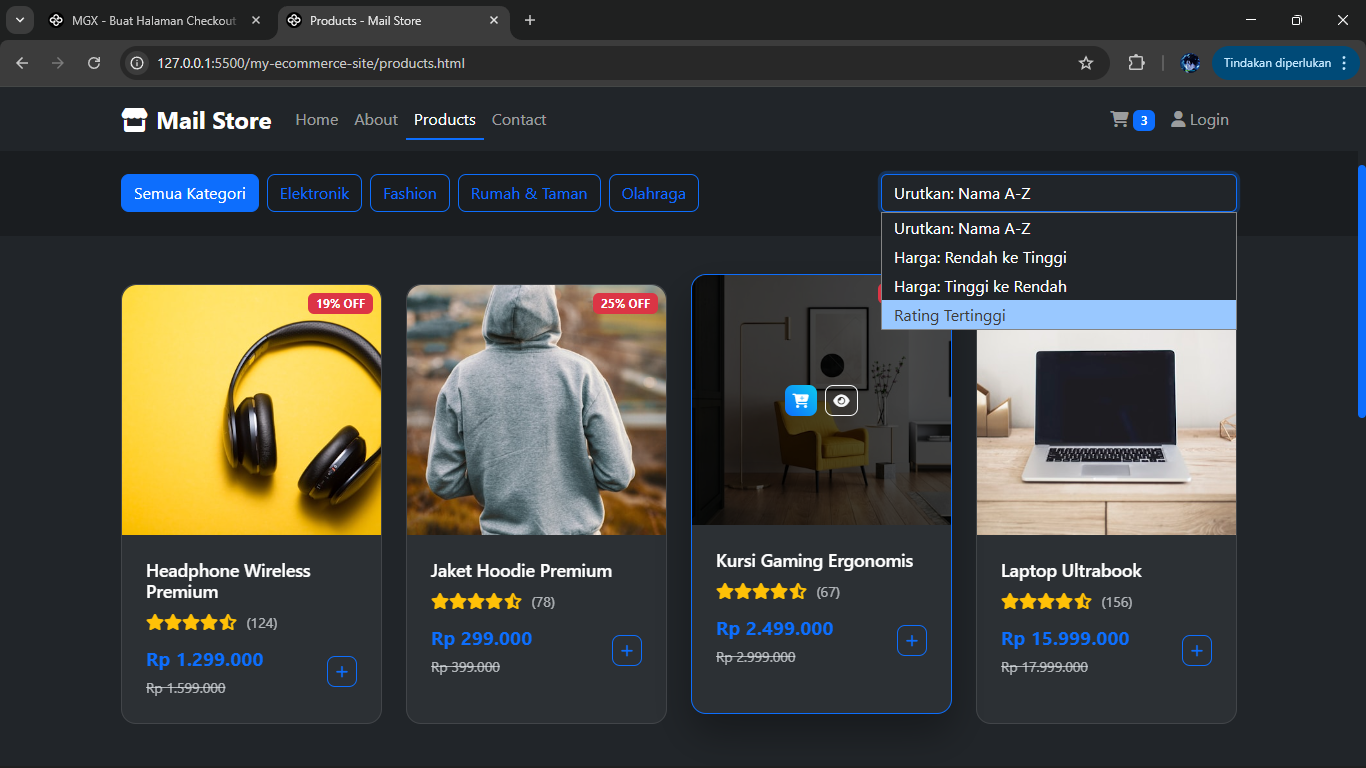 MGX - Buat Halaman Checkout
Products - Mail Store
127.0.0.1:5500/my-ecommerce-site/products.html
Tindakan diperlukan
Mail Store
Home
About
Products
Contact
3
Login
Semua Kategori
Elektronik
Fashion
Rumah & Taman
Olahraga
Urutkan: Nama A-Z
Urutkan: Nama A-Z
Harga: Rendah ke Tinggi
Harga: Tinggi ke Rendah
Rating Tertinggi
19% OFF
25% OFF
Headphone Wireless
Premium
(124)
Rp 1.299.000
Rp 1.599.000
Jaket Hoodie Premium
(78)
Rp 299.000
Rp 399.000
Kursi Gaming Ergonomis
(67)
Rp 2.499.000
Rp 2.999.000
Laptop Ultrabook
(156)
Rp 15.999.000
Rp 17.999.000